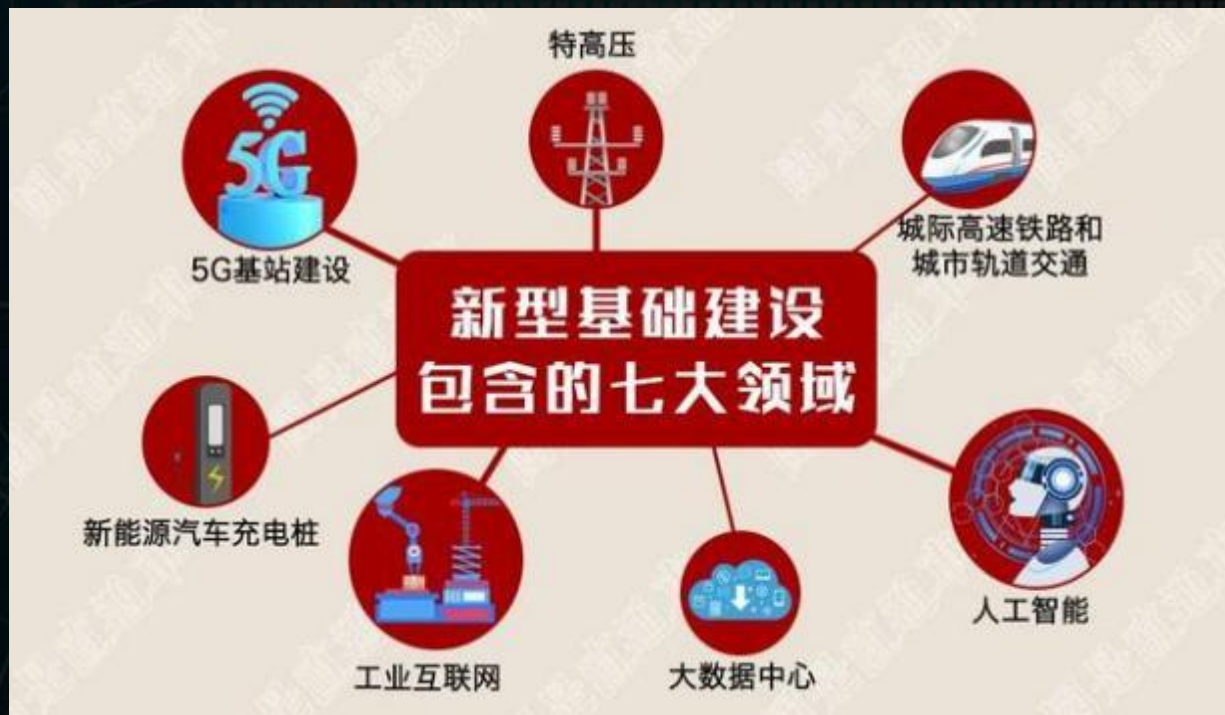 特高压
5G
5G基站建设
城际高速铁路和
城市轨道交通
新型基础建设
包含的七大领域
新能源汽车充电桩
工业互联网
大数据中心
人工智能